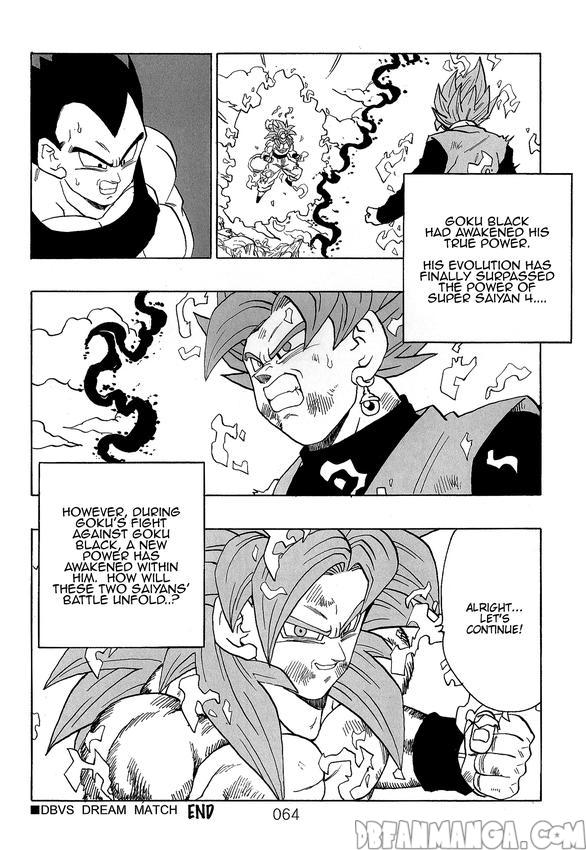 GOKU BLACK
HAD AWAKENED HIS
TRUE POWER.
HIS EVOLUTION HAS
FINALLY SURPASSED
THE POWER OF
SUPER SAIYAN 4....
HOWEVER, DURING
GOKU'S FIGHT
AGAINST GOKU
BLACK, A NEW
POWER HAS
AWAKENED WITHIN
HIM. HOW WILL
THESE TWO SAIYANS'
BATTLE UNFOLD..?
ALRIGHT...
LET'S
CONTINUE!
■DBVS DREAM MATCH END
064
DBFANMANGA.COM